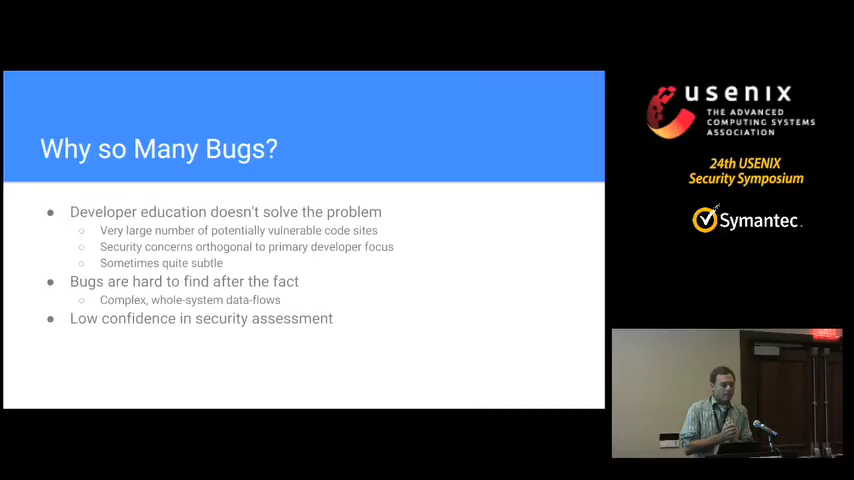 Why so Many Bugs?
● Developer education doesn't solve the problem
○ Very large number of potentially vulnerable code sites
○ Security concerns orthogonal to primary developer focus
○ Sometimes quite subtle
● Bugs are hard to find after the fact
○ Complex, whole-system data-flows
● Low confidence in security assessment
usenix
THE ADVANCED
COMPUTING SYSTEMS
ASSOCIATION
24th USENIX
Security Symposium
Symantec.